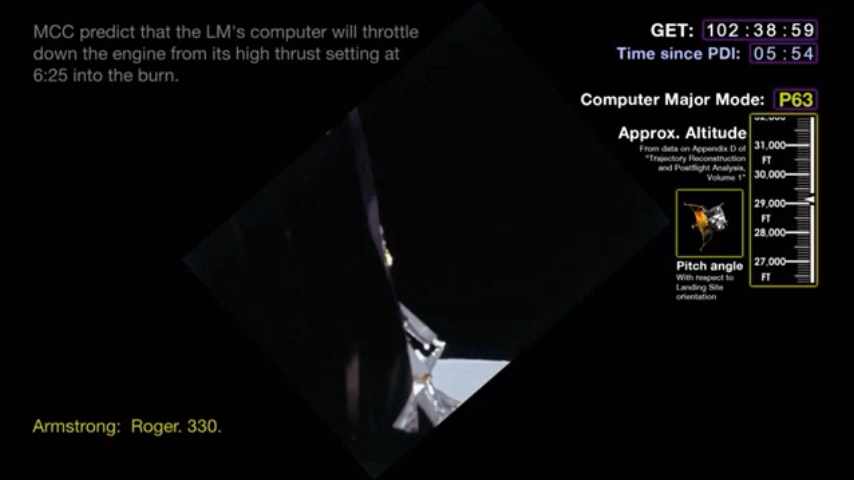 MCC predict that the LM's computer will throttle
down the engine from its high thrust setting at
6:25 into the burn.
GET: 102:38:59
Time since PDI: 05:54
Computer Major Mode: P63
Approx. Altitude
From data on Appendix D of
"Trajectory Reconstruction
and Postflight Analysis,
Volume 1"
32,000
31,000
FT
30,000
29,000
FT
28,000
27,000
FT
Pitch angle
With respect to
Landing Site
orientation
Armstrong: Roger. 330.